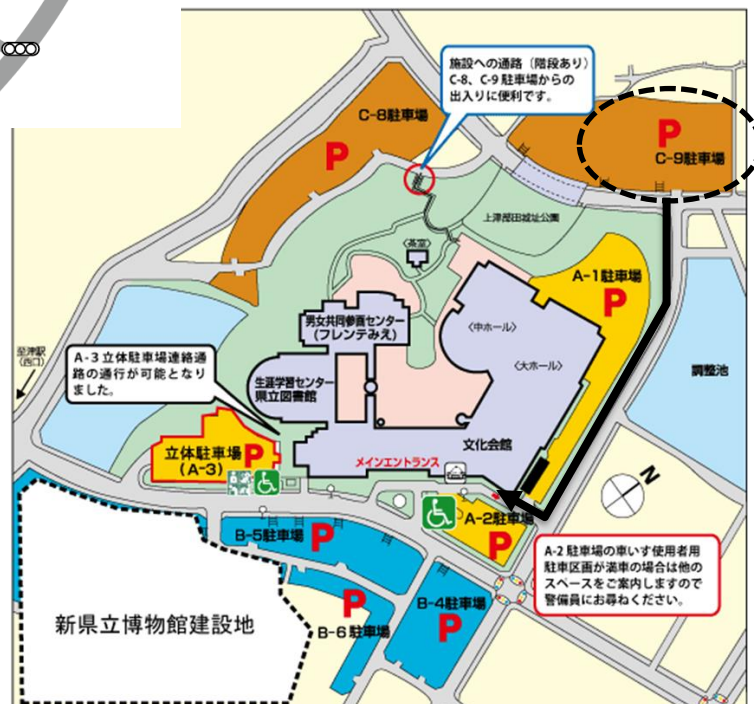 施設への通路（階段あり）
C-8、C-9 駐車場からの
出入りに便利です。
C-8駐車場
P
P
C-9駐車場
上津部田城址公園
〈茶室〉
A-1駐車場
P
男女共同参画センター
(フレンテみえ)
〈中ホール〉
〈大ホール〉
至津駅
(西口)
A-3立体駐車場連絡通
路の通行が可能となり
ました。
生涯学習センター
県立図書館
調整池
文化会館
立体駐車場
(A-3)
P
メインエントランス
N
A-2駐車場
P
B-5駐車場
P
A-2 駐車場の車いす使用者用
駐車区画が満車の場合は他の
スペースをご案内しますので
警備員にお尋ねください。
新県立博物館建設地
P
B-6 駐車場
B-4駐車場
P